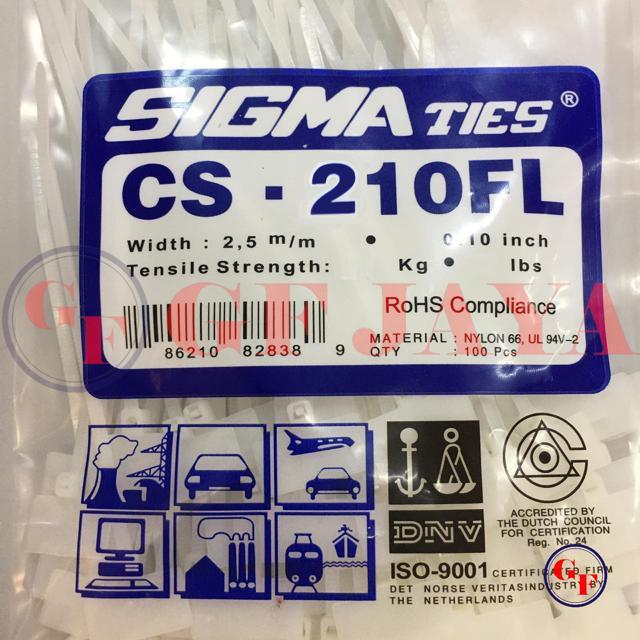 SIGMA TIES ®
CS - 210FL
Width : 2,5 m/m • 0.10 inch
Tensile Strength: Kg • lbs
RoHS Compliance
GF GF JAYA
86210 82838 9
MATERIAL : NYLON 66, UL 94V-2
QTY : 100 Pcs
DNV
ACCREDITED BY
THE DUTCH COUNCIL
FOR CERTIFICATION
Reg. No. 24
ISO-9001 CERTIFICATED FIRM
DET NORSE VERITASINDUSTRY BV
THE NETHERLANDS
GF